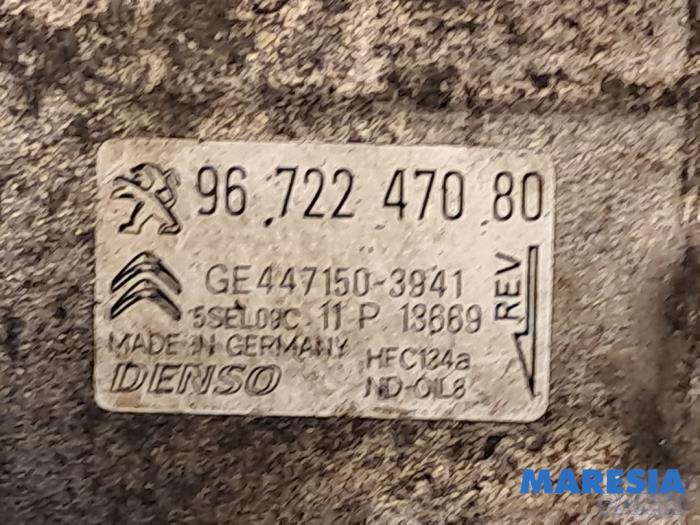 96 722 470 80
GE447150-3941
5SEL09C 11 P 13669
MADE IN GERMANY
HFC134a
DENSO
ND-OIL8
REV
MARESIA